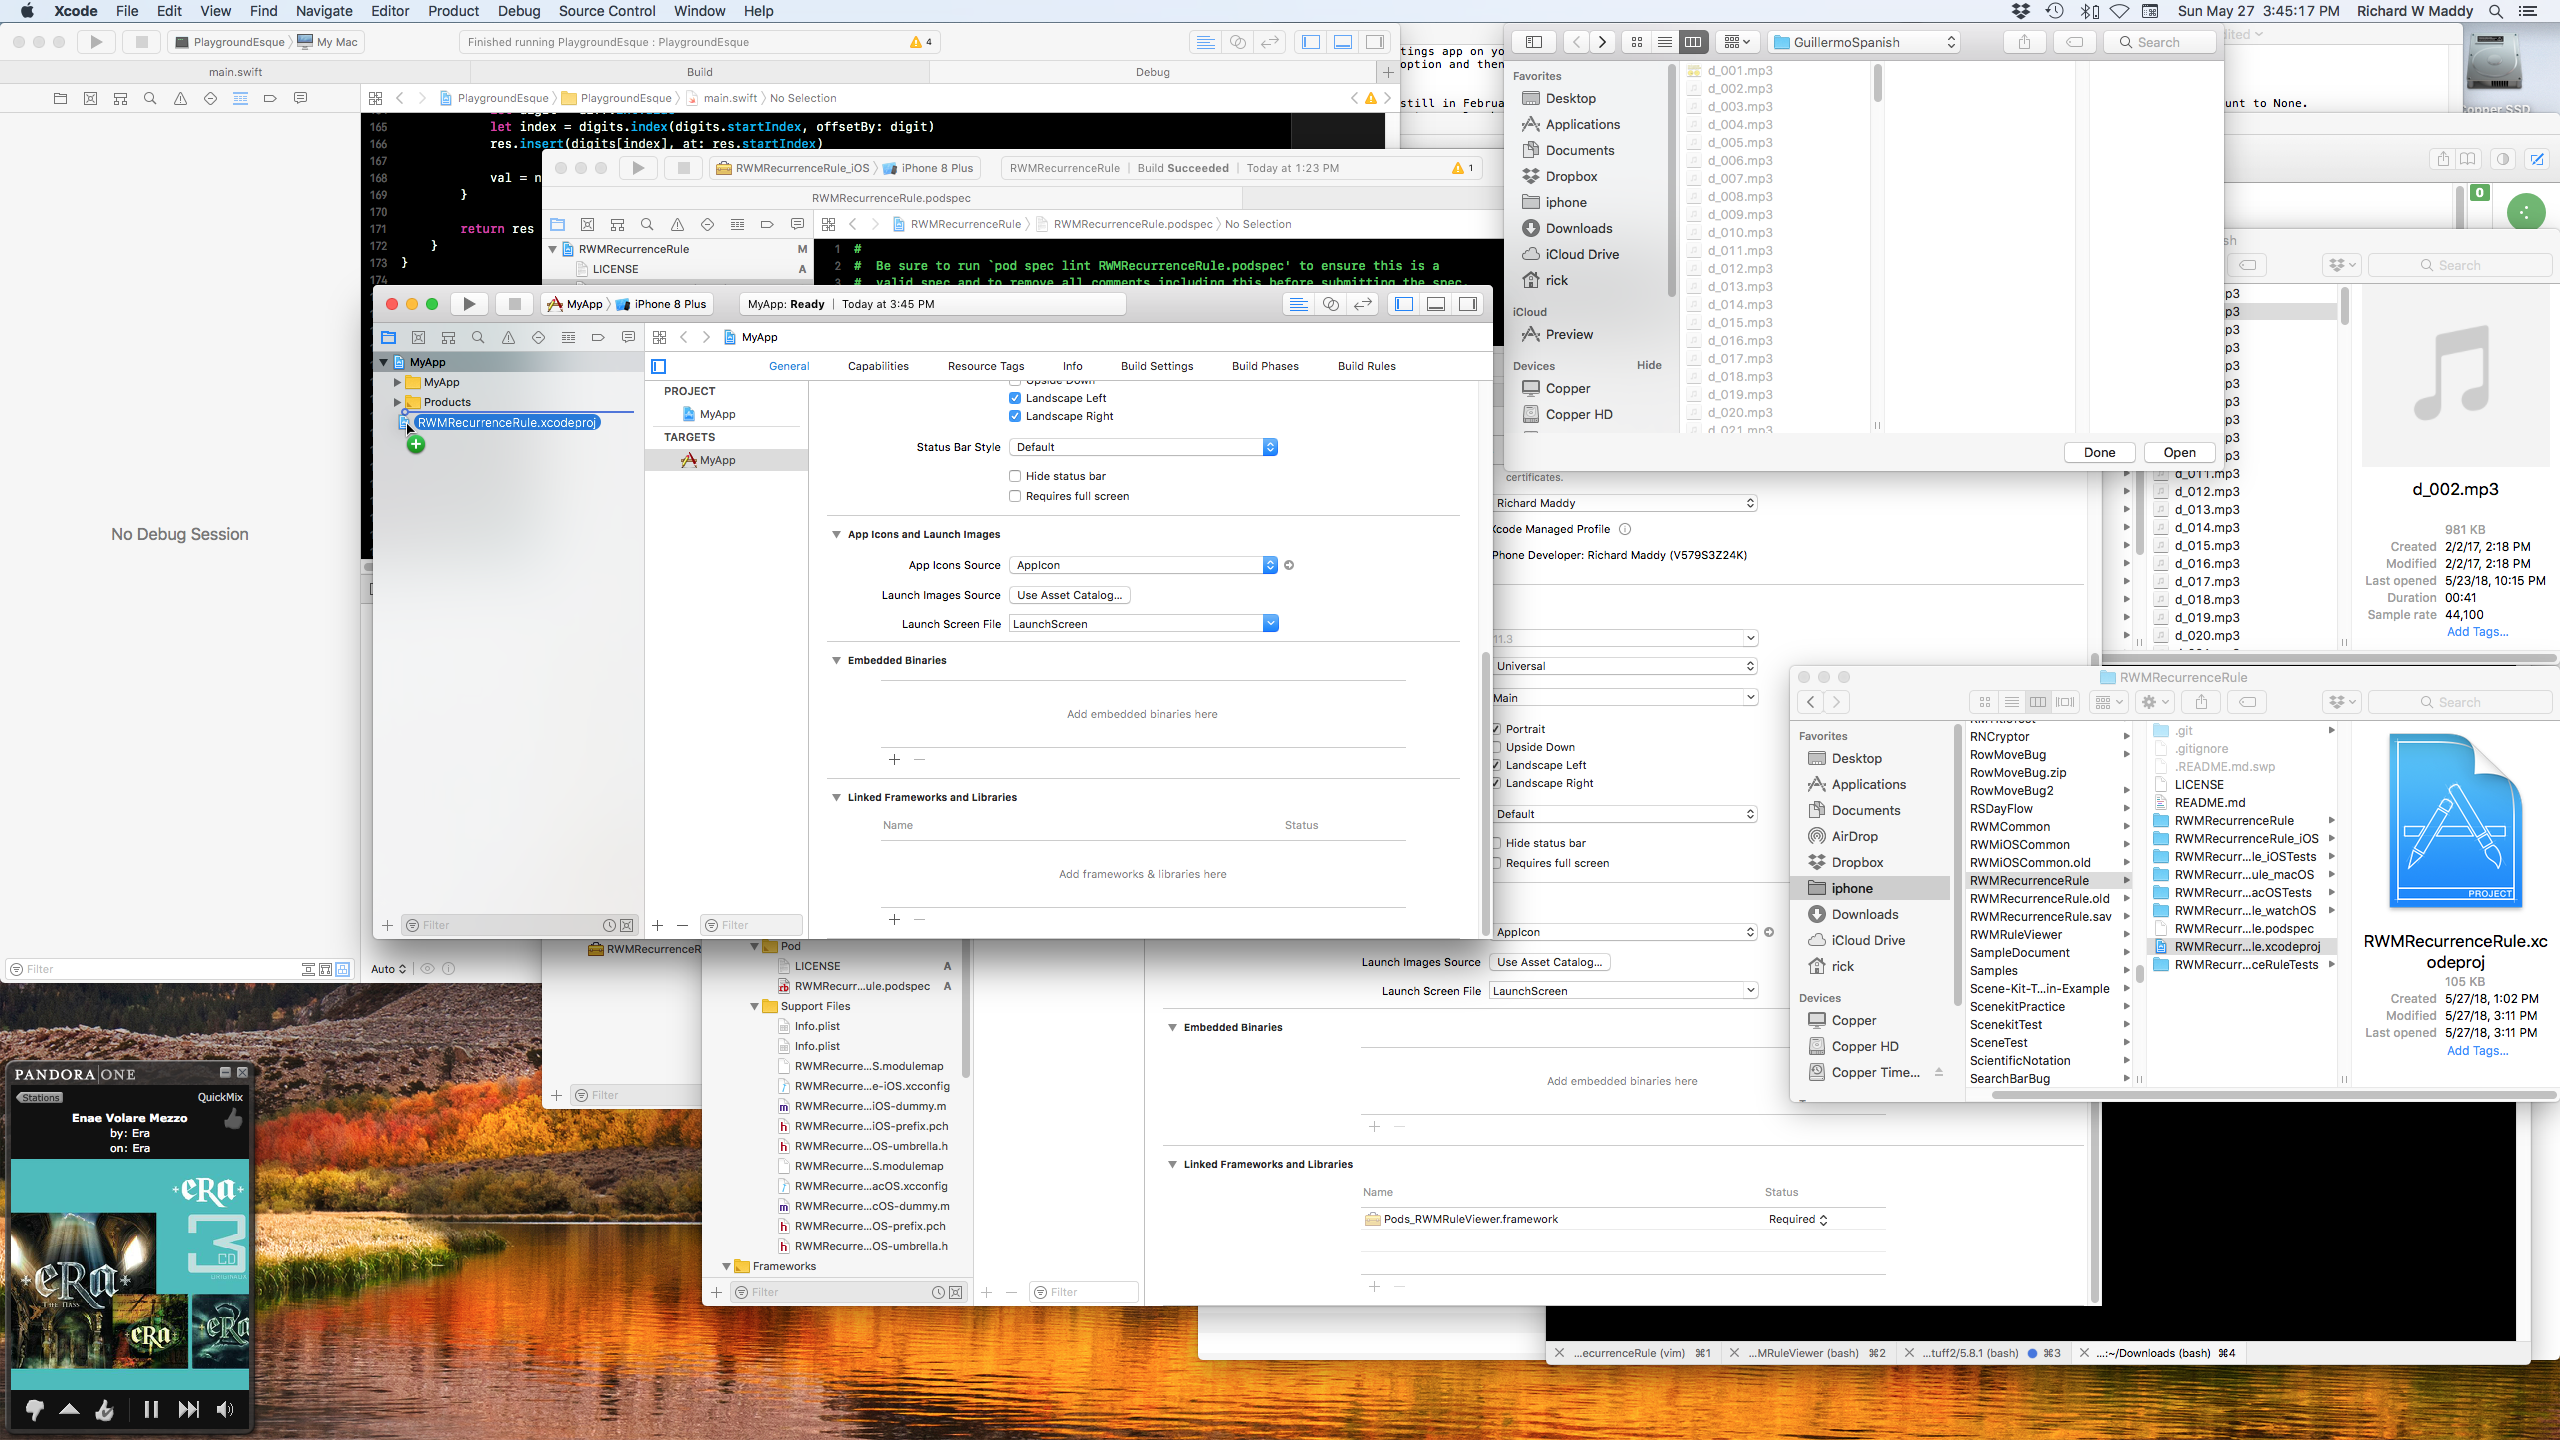 Xcode File Edit View Find Navigate Editor Product Debug Source Control Window Help
Sun May 27 3:45:17 PM Richard W Maddy
PlaygroundEsque My Mac
Finished running PlaygroundEsque : PlaygroundEsque
4
main.swift Build Debug
PlaygroundEsque PlaygroundEsque main.swift No Selection
165 let index = digits.index(digits.startIndex, offsetBy: digit)
166 res.insert(digits[index], at: res.startIndex)
167
168 val = n
169 }
170
171 return res
172 }
173 }
174
No Debug Session
Filter
Auto
RWMRecurrenceRule_iOS iPhone 8 Plus
RWMRecurrenceRule | Build Succeeded | Today at 1:23 PM
1
RWMRecurrenceRule.podspec
RWMRecurrenceRule RWMRecurrenceRule.podspec No Selection
RWMRecurrenceRule M
LICENSE A
1 #
2 # Be sure to run `pod spec lint RWMRecurrenceRule.podspec' to ensure this is a
3 # valid spec and to remove all comments including this before submitting the spec.
MyApp iPhone 8 Plus
MyApp: Ready | Today at 3:45 PM
MyApp
MyApp
MyApp
Products
RWMRecurrenceRule.xcodeproj
Filter
General Capabilities Resource Tags Info Build Settings Build Phases Build Rules
PROJECT
MyApp
TARGETS
MyApp
Filter
Upside Down
Landscape Left
Landscape Right
Status Bar Style Default
Hide status bar
Requires full screen
App Icons and Launch Images
App Icons Source AppIcon
Launch Images Source Use Asset Catalog...
Launch Screen File LaunchScreen
Embedded Binaries
Add embedded binaries here
Linked Frameworks and Libraries
Name Status
Add frameworks & libraries here
tings app on yo
option and then
still in Februa
unt to None.
GuillermoSpanish
Search
Favorites
Desktop
Applications
Documents
Dropbox
iphone
Downloads
iCloud Drive
rick
iCloud
Preview
Devices Hide
Copper
Copper HD
d_001.mp3
d_002.mp3
d_003.mp3
d_004.mp3
d_005.mp3
d_006.mp3
d_007.mp3
d_008.mp3
d_009.mp3
d_010.mp3
d_011.mp3
d_012.mp3
d_013.mp3
d_014.mp3
d_015.mp3
d_016.mp3
d_017.mp3
d_018.mp3
d_019.mp3
d_020.mp3
d_021.mp3
Done Open
dited
Copper SSD
0
sh
Search
p3
p3
p3
p3
p3
p3
p3
p3
p3
p3
d_011.mp3
d_012.mp3
d_013.mp3
d_014.mp3
d_015.mp3
d_016.mp3
d_017.mp3
d_018.mp3
d_019.mp3
d_020.mp3
d_002.mp3
981 KB
Created 2/2/17, 2:18 PM
Modified 2/2/17, 2:18 PM
Last opened 5/23/18, 10:15 PM
Duration 00:41
Sample rate 44,100
Add Tags...
certificates.
Richard Maddy
Xcode Managed Profile
iPhone Developer: Richard Maddy (V579S3Z24K)
11.3
Universal
Main
Portrait
Upside Down
Landscape Left
Landscape Right
Default
Hide status bar
Requires full screen
AppIcon
Launch Images Source Use Asset Catalog...
Launch Screen File LaunchScreen
Embedded Binaries
Add embedded binaries here
Linked Frameworks and Libraries
Name Status
Pods_RWMRuleViewer.framework Required
RWMRecurrenceR
Filter
Pod
LICENSE A
RWMRecurr...ule.podspec A
Support Files
Info.plist
Info.plist
RWMRecurre...S.modulemap
RWMRecurre...e-iOS.xcconfig
RWMRecurre...iOS-dummy.m
RWMRecurre...iOS-prefix.pch
RWMRecurre...OS-umbrella.h
RWMRecurre...S.modulemap
RWMRecurre...acOS.xcconfig
RWMRecurre...cOS-dummy.m
RWMRecurre...OS-prefix.pch
RWMRecurre...OS-umbrella.h
Frameworks
Filter
Filter
RWMRecurrenceRule
Search
Favorites
Desktop
Applications
Documents
AirDrop
Dropbox
iphone
Downloads
iCloud Drive
rick
Devices
Copper
Copper HD
Copper Time...
RNCryptor
RowMoveBug
RowMoveBug.zip
RowMoveBug2
RSDayFlow
RWMCommon
RWMiOSCommon
RWMiOSCommon.old
RWMRecurrenceRule
RWMRecurrenceRule.old
RWMRecurrenceRule.sav
RWMRuleViewer
SampleDocument
Samples
Scene-Kit-T...in-Example
ScenekitPractice
ScenekitTest
SceneTest
ScientificNotation
SearchBarBug
.git
.gitignore
.README.md.swp
LICENSE
README.md
RWMRecurrenceRule
RWMRecurrenceRule_iOS
RWMRecurr...le_iOSTests
RWMRecurr...ule_macOS
RWMRecurr...acOSTests
RWMRecurr...le_watchOS
RWMRecurr...le.podspec
RWMRecurr...le.xcodeproj
RWMRecurr...ceRuleTests
PROJECT
RWMRecurrenceRule.xc
odeproj
105 KB
Created 5/27/18, 1:02 PM
Modified 5/27/18, 3:11 PM
Last opened 5/27/18, 3:11 PM
Add Tags...
...ecurrenceRule (vim) ⌘1 ...MRuleViewer (bash) ⌘2 ...tuff2/5.8.1 (bash) ⌘3 ...:~/Downloads (bash) ⌘4
PANDORA|ONE
Stations QuickMix
Enae Volare Mezzo
by: Era
on: Era
+eRa+
3
CD
ORIGINAUX
+eRa+
THE MASS
eRa
eRa
2